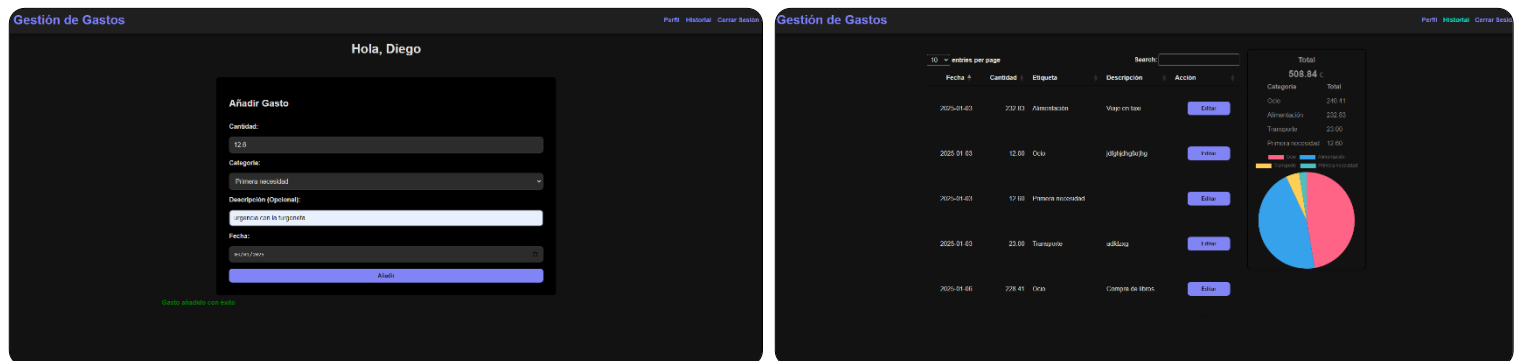 Gestión de Gastos
Perfil Historial Cerrar Sesión
Hola, Diego
Añadir Gasto
Cantidad:
12.6
Categoría:
Primera necesidad
Descripción (Opcional):
urgencia con la furgoneta
Fecha:
03/01/2025
Añadir
Gasto añadido con éxito
Gestión de Gastos
Perfil Historial Cerrar Sesió
10 entries per page Search:
Fecha Cantidad Etiqueta Descripción Acción
2025-01-03 232.83 Alimentación Viaje en taxi Editar
2025-01-03 12.00 Ocio Editar
2025-01-03 12.60 Primera necesidad Editar
2025-01-03 23.00 Transporte Editar
2025-01-06 228.41 Ocio Compra de libros Editar
Total
508.84 €
Categoría Total
Ocio 240.41
Alimentación 232.83
Transporte 23.00
Primera necesidad 12.60
Ocio Alimentación
Transporte Primera necesidad